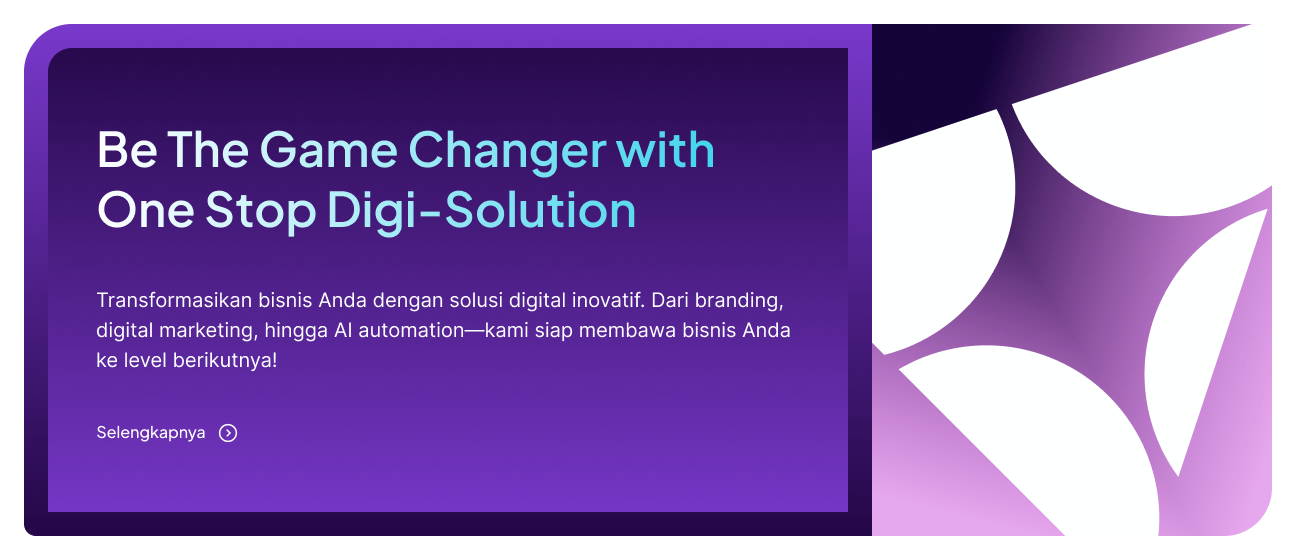 Be The Game Changer with
One Stop Digi-Solution
Transformasikan bisnis Anda dengan solusi digital inovatif. Dari branding,
digital marketing, hingga AI automation—kami siap membawa bisnis Anda
ke level berikutnya!
Selengkapnya